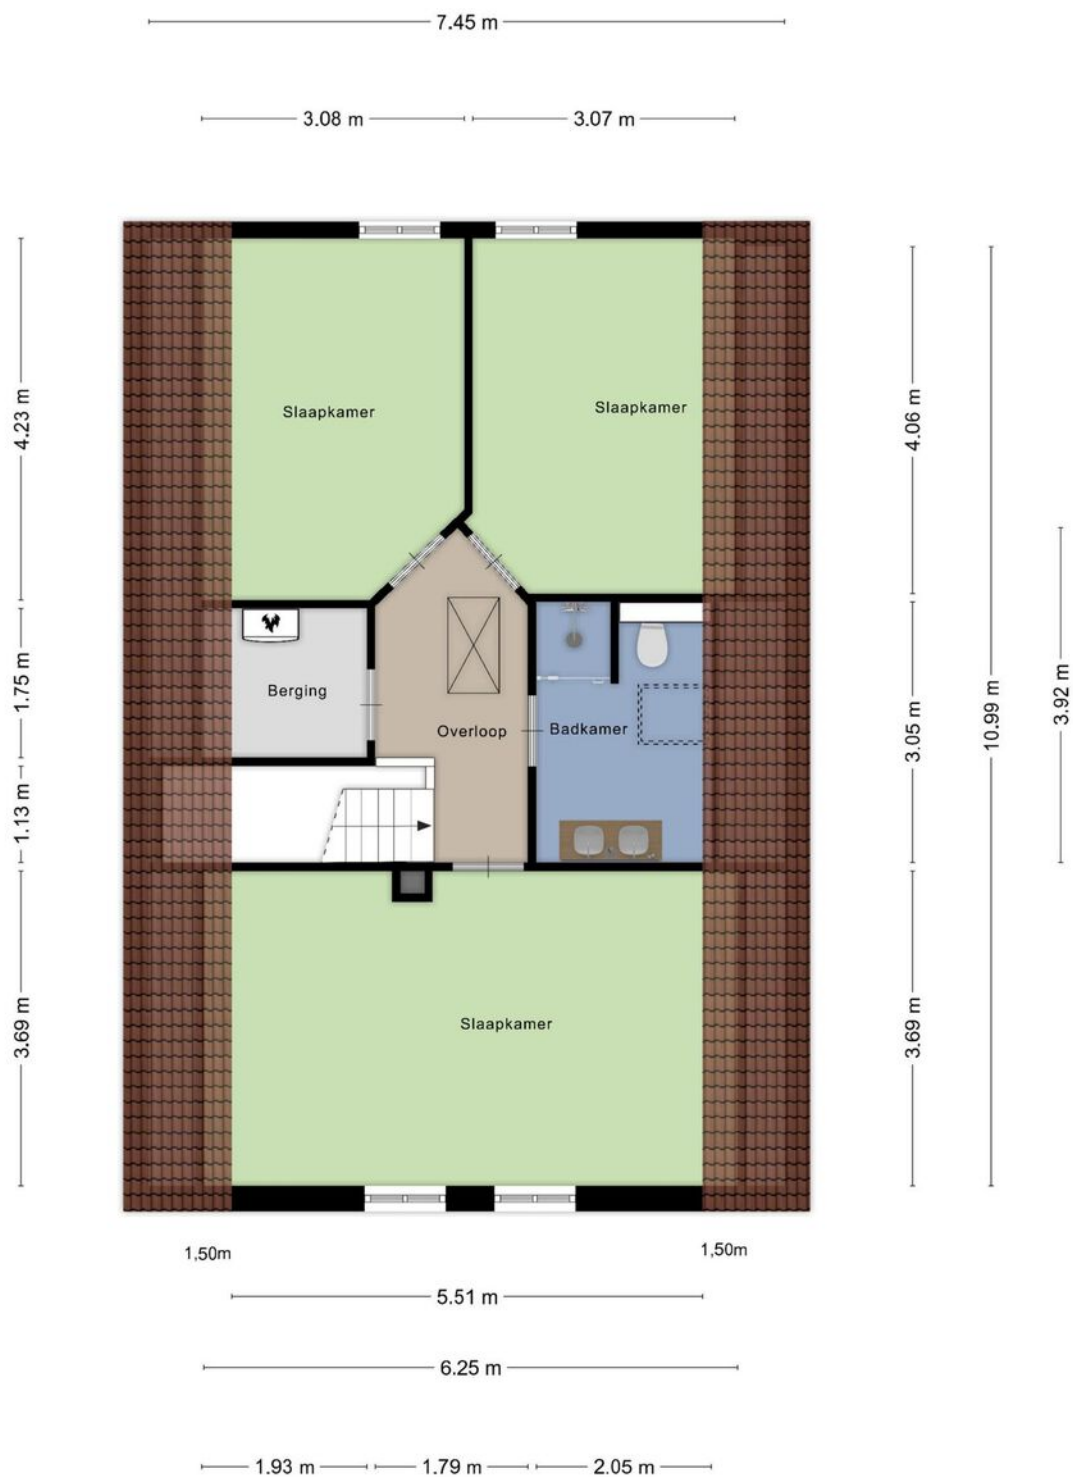 7.45 m
3.08 m
3.07 m
4.23 m
4.06 m
Slaapkamer
Slaapkamer
1.75 m
Berging
Overloop
Badkamer
3.05 m
10.99 m
3.92 m
1.13 m
3.69 m
Slaapkamer
3.69 m
1,50m
1,50m
5.51 m
6.25 m
1.93 m
1.79 m
2.05 m